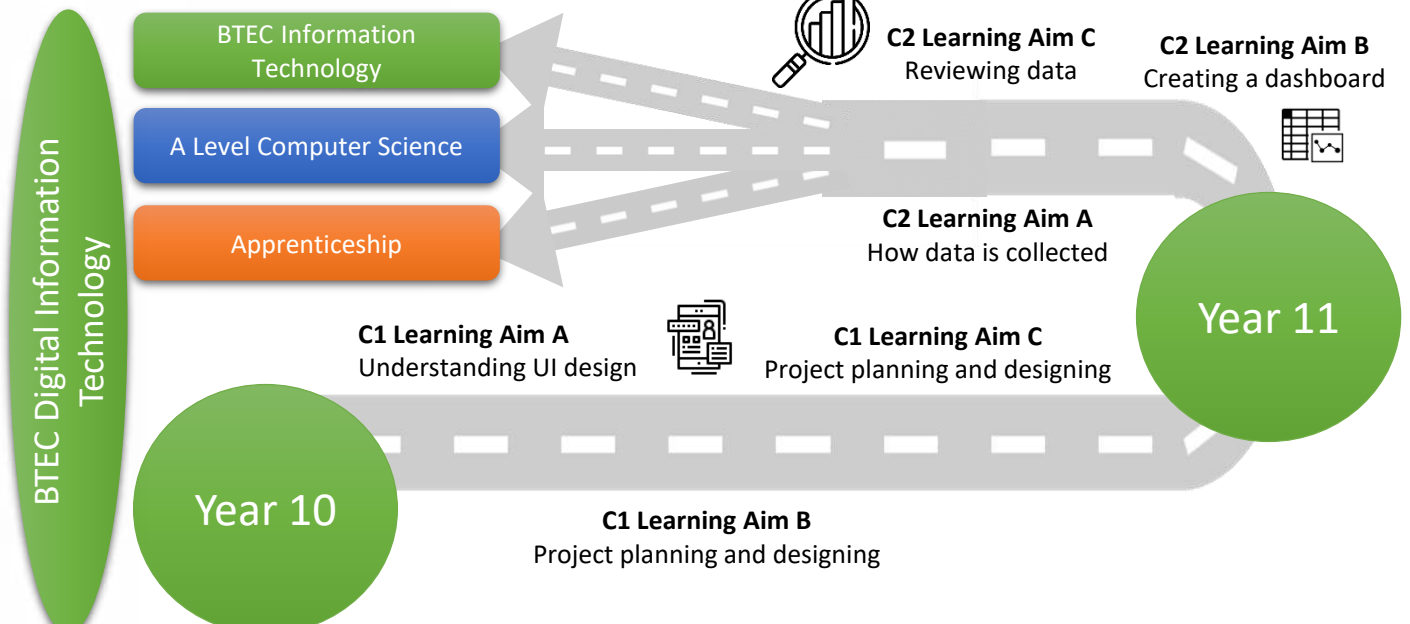 BTEC Digital Information
Technology
BTEC Information
Technology
A Level Computer Science
Apprenticeship
C2 Learning Aim C
Reviewing data
C2 Learning Aim B
Creating a dashboard
C2 Learning Aim A
How data is collected
Year 11
C1 Learning Aim A
Understanding UI design
C1 Learning Aim C
Project planning and designing
Year 10
C1 Learning Aim B
Project planning and designing